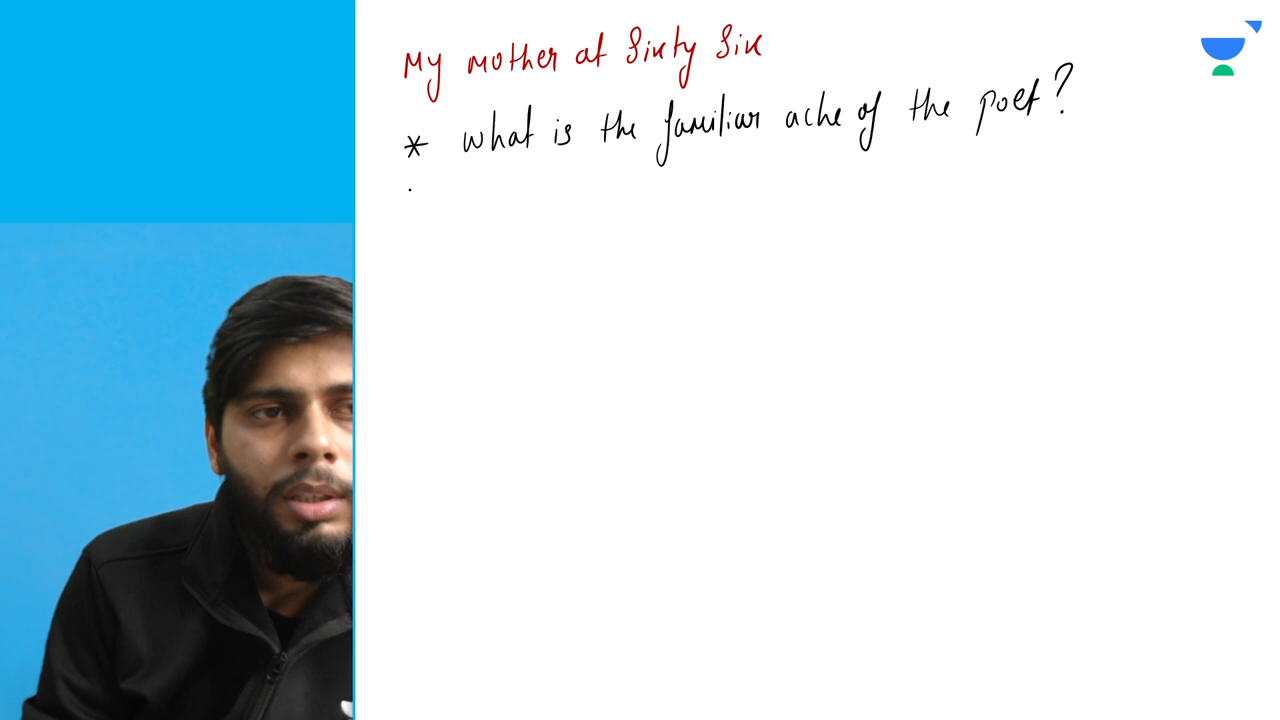 My mother at Sixty Six
* what is the familiar ache of the poet?